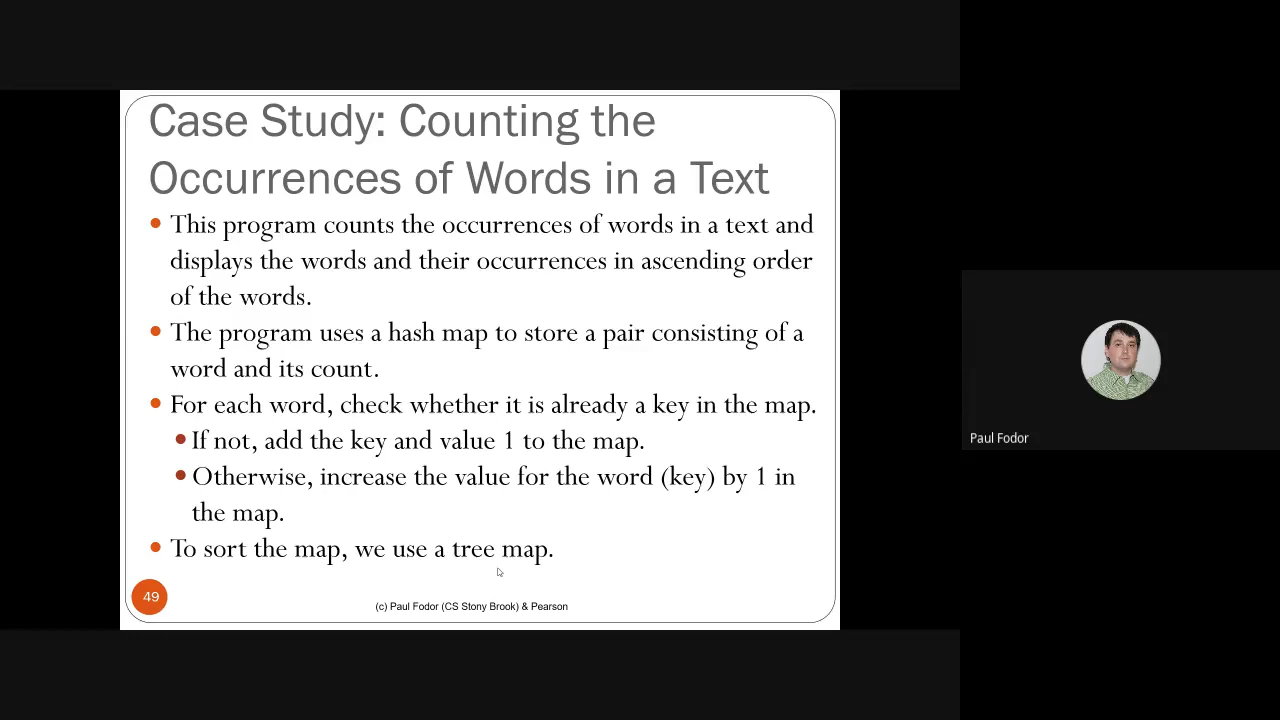 Case Study: Counting the
Occurrences of Words in a Text
• This program counts the occurrences of words in a text and
displays the words and their occurrences in ascending order
of the words.
• The program uses a hash map to store a pair consisting of a
word and its count.
• For each word, check whether it is already a key in the map.
• If not, add the key and value 1 to the map.
• Otherwise, increase the value for the word (key) by 1 in
the map.
• To sort the map, we use a tree map.
49
(c) Paul Fodor (CS Stony Brook) & Pearson
Paul Fodor